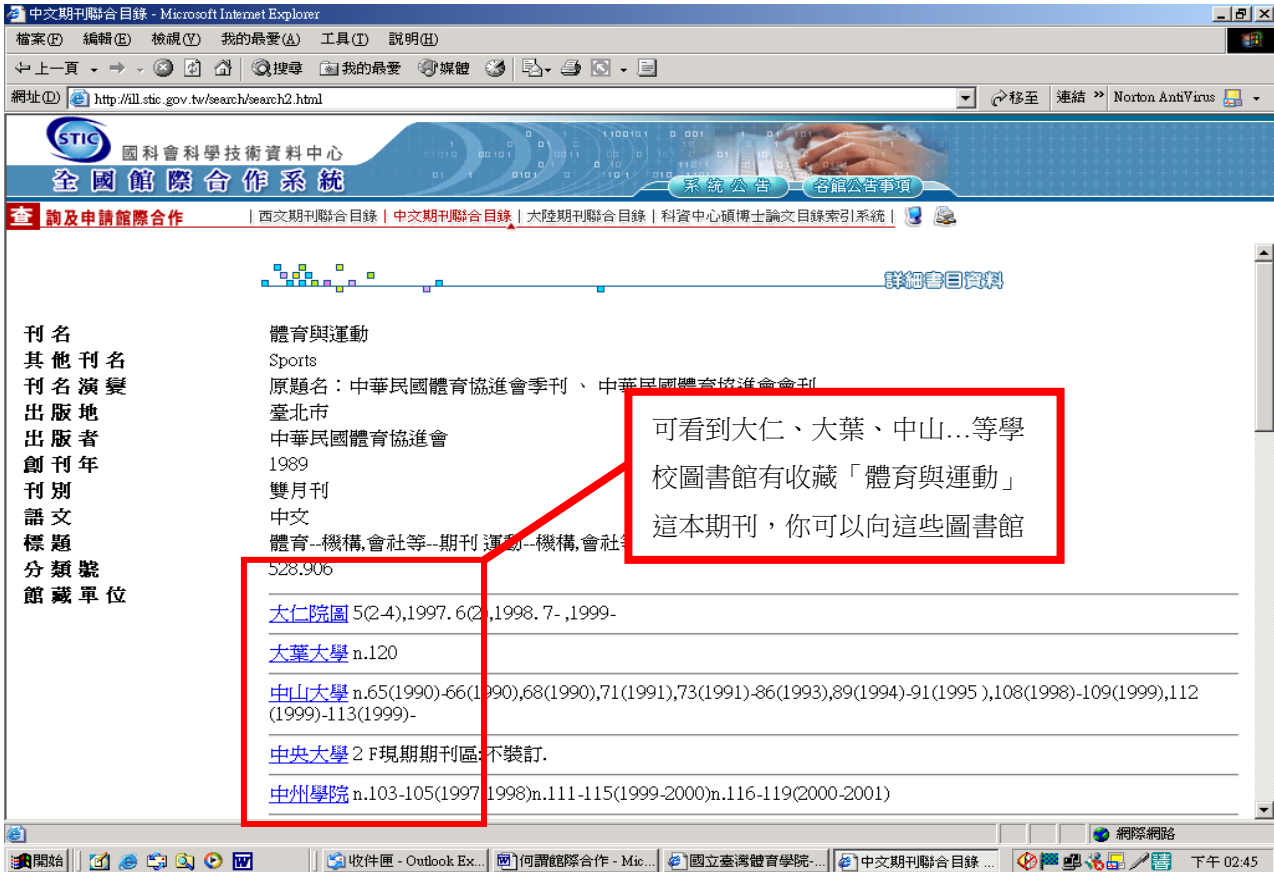 中文期刊聯合目錄 - Microsoft Internet Explorer
檔案(F) 編輯(E) 檢視(V) 我的最愛(A) 工具(T) 說明(H)
上一頁 搜尋 我的最愛 媒體
網址(D) http://ill.stic.gov.tw/search/search2.html 移至 連結 » Norton AntiVirus
STIC 國科會科學技術資料中心
全國館際合作系統
系統公告 各館公告事項
查 詢及申請館際合作 | 西文期刊聯合目錄 | 中文期刊聯合目錄 | 大陸期刊聯合目錄 | 科資中心碩博士論文目錄索引系統 |
詳細書目資料
刊名 體育與運動
其他刊名 Sports
刊名演變 原題名：中華民國體育協進會季刊 、 中華民國體育協進會會刊
出版地 臺北市
出版者 中華民國體育協進會
創刊年 1989
刊別 雙月刊
語文 中文
標題 體育--機構,會社等--期刊 運動--機構,會社等
分類號 528.906
館藏單位
可看到大仁、大葉、中山…等學
校圖書館有收藏「體育與運動」
這本期刊，你可以向這些圖書館
大仁院圖 5(2-4),1997. 6(2),1998. 7- ,1999-
大葉大學 n.120
中山大學 n.65(1990)-66(1990),68(1990),71(1991),73(1991)-86(1993),89(1994)-91(1995 ),108(1998)-109(1999),112
(1999)-113(1999)-
中央大學 2 F現期期刊區:不裝訂.
中州學院 n.103-105(1997 1998)n.111-115(1999-2000)n.116-119(2000-2001)
網際網路
開始 收件匣 - Outlook Ex... 何謂館際合作 - Mic... 國立臺灣體育學院-... 中文期刊聯合目錄 ... 下午 02:45